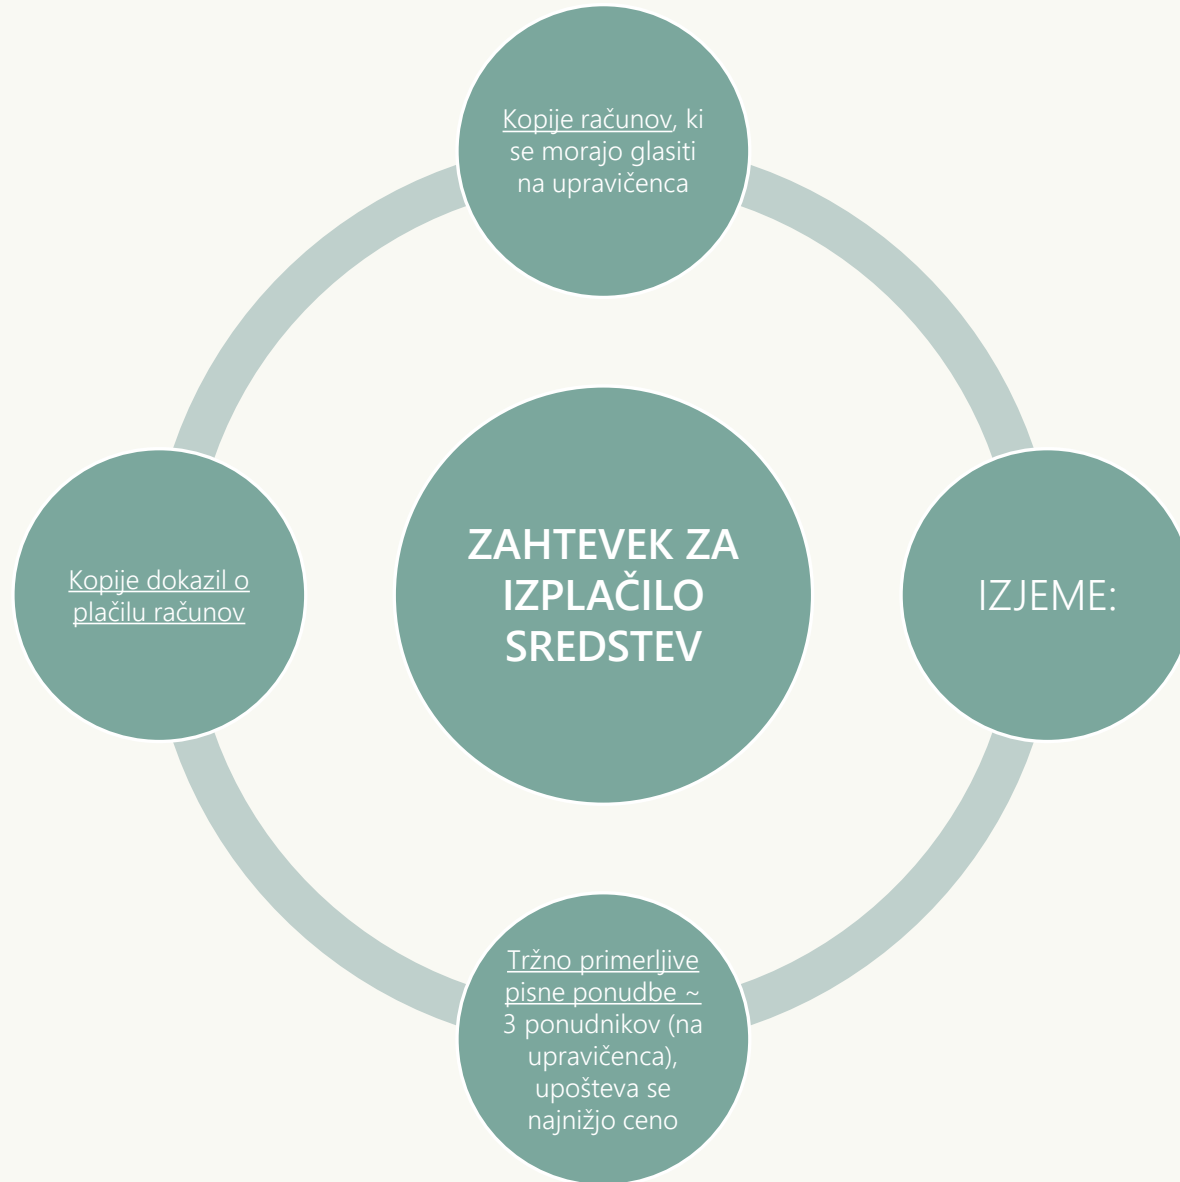 Kopije računov, ki
se morajo glasiti
na upravičenca
ZAHTEVEK ZA
IZPLAČILO
SREDSTEV
IZJEME:
Tržno primerljive
pisne ponudbe ~
3 ponudnikov (na
upravičenca),
upošteva se
najnižjo ceno
Kopije dokazil o
plačilu računov